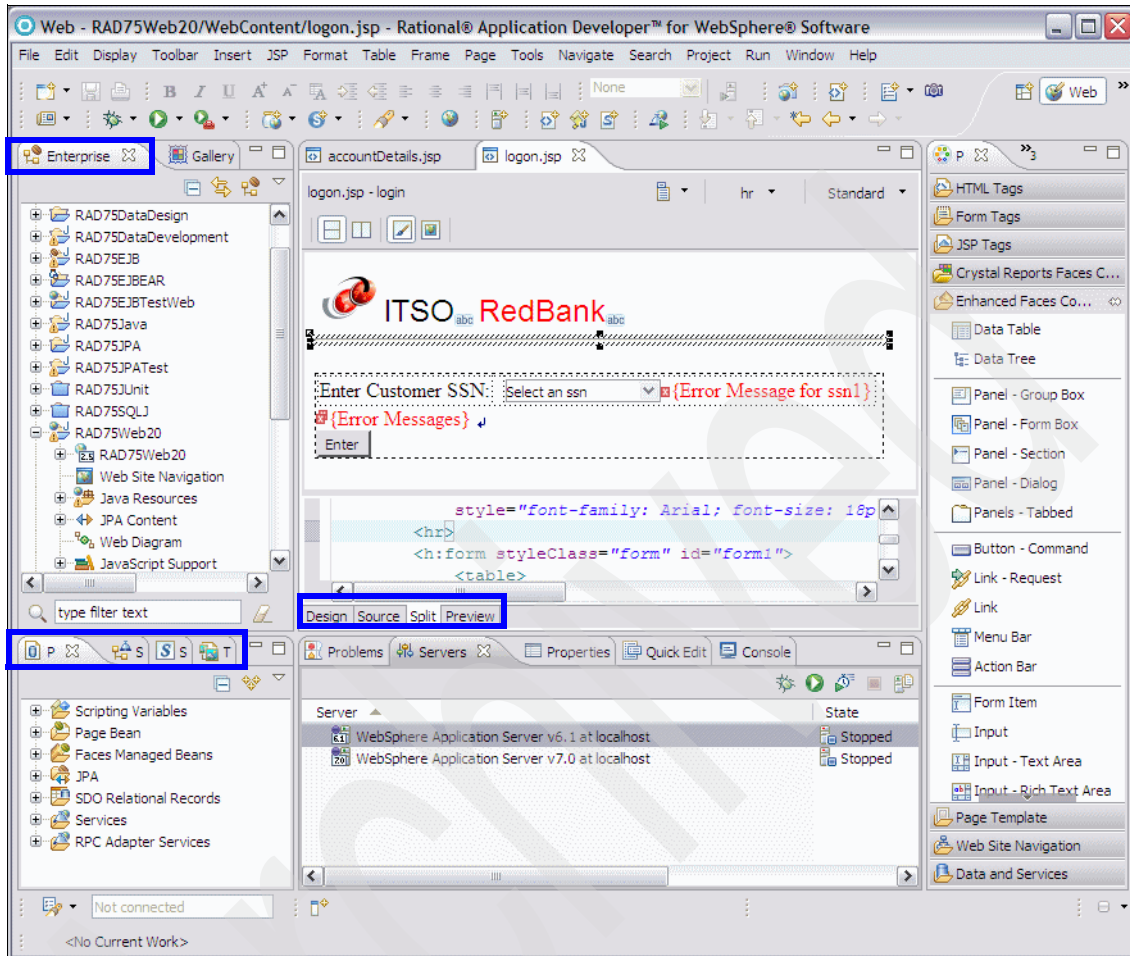 Web - RAD75Web20/WebContent/logon.jsp - Rational® Application Developer™ for WebSphere® Software
File Edit Display Toolbar Insert JSP Format Table Frame Page Tools Navigate Search Project Run Window Help
B I U A A None Web »
Enterprise Gallery
RAD75DataDesign
RAD75DataDevelopment
RAD75EJB
RAD75EJBEAR
RAD75EJBTestWeb
RAD75Java
RAD75JPA
RAD75JPATest
RAD75JUnit
RAD75SQLJ
RAD75Web20
RAD75Web20
Web Site Navigation
Java Resources
JPA Content
Web Diagram
JavaScript Support
type filter text
accountDetails.jsp logon.jsp
logon.jsp - login hr Standard
ITSO abc RedBank abc
Enter Customer SSN: Select an ssn {Error Message for ssn1}
{Error Messages}
Enter
style="font-family: Arial; font-size: 18p
<hr>
<h:form styleClass="form" id="form1">
<table>
Design Source Split Preview
P »3
HTML Tags
Form Tags
JSP Tags
Crystal Reports Faces C...
Enhanced Faces Co...
Data Table
Data Tree
Panel - Group Box
Panel - Form Box
Panel - Section
Panel - Dialog
Panels - Tabbed
Button - Command
Link - Request
Link
Menu Bar
Action Bar
Form Item
Input
Input - Text Area
Input - Rich Text Area
Page Template
Web Site Navigation
Data and Services
P S S T
Scripting Variables
Page Bean
Faces Managed Beans
JPA
SDO Relational Records
Services
RPC Adapter Services
Problems Servers Properties Quick Edit Console
Server State
WebSphere Application Server v6.1 at localhost Stopped
WebSphere Application Server v7.0 at localhost Stopped
Not connected
<No Current Work>